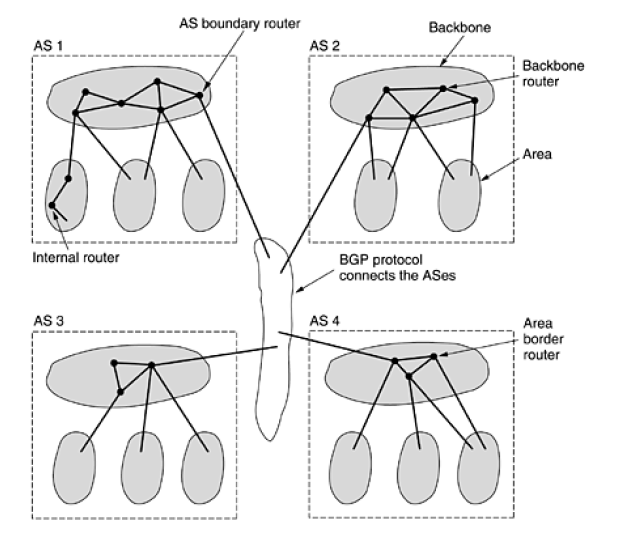 AS boundary router
Backbone
AS 1
AS 2
Backbone
router
Area
Internal router
BGP protocol
connects the ASes
AS 3
AS 4
Area
border
router